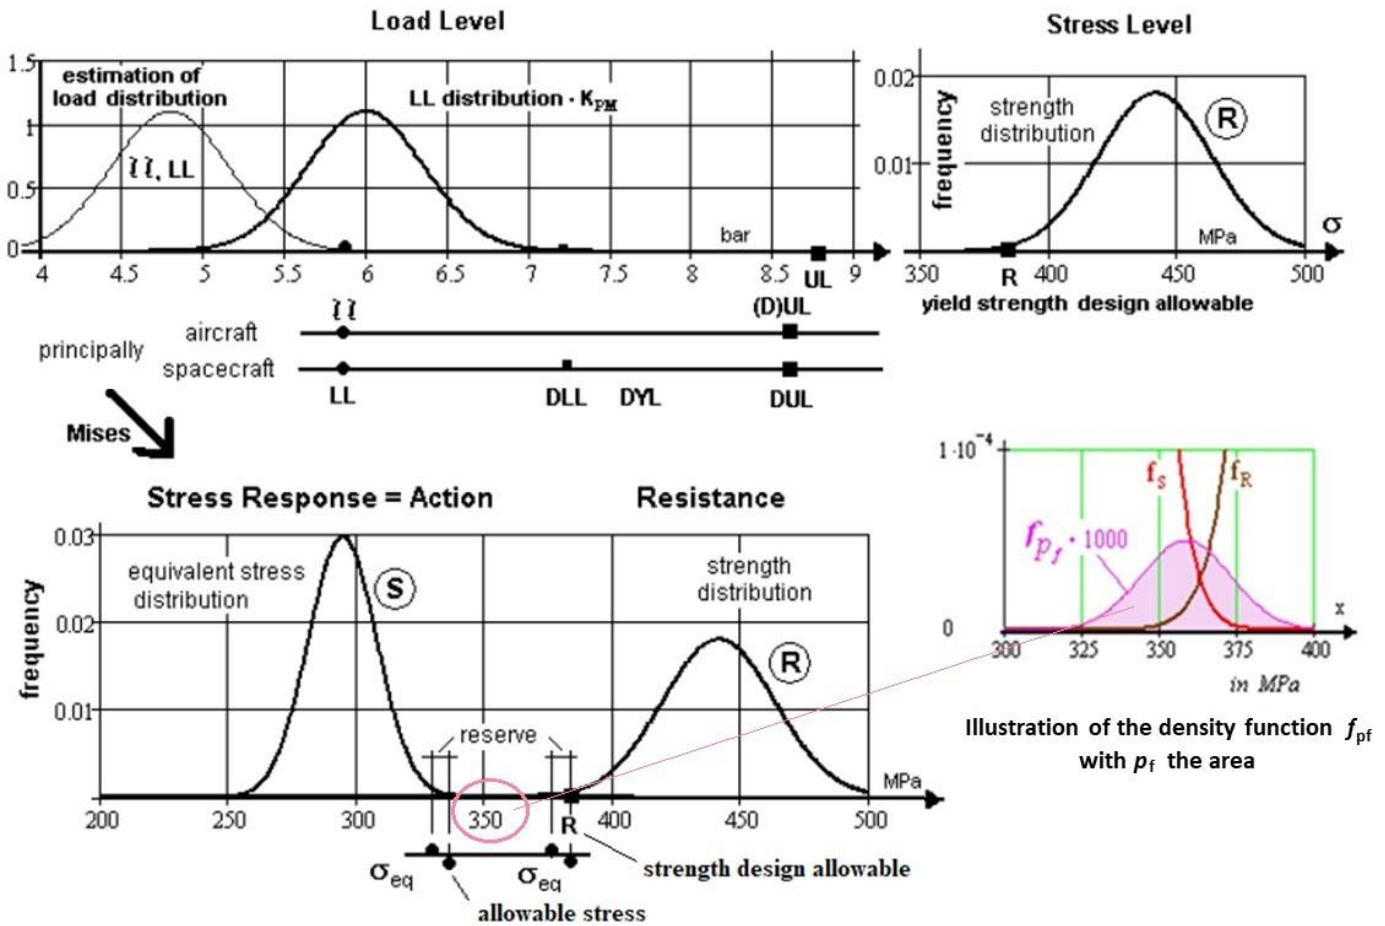 Load Level
1.5
1
0.5
0
estimation of
load distribution
LL distribution · K_PM
, LL
bar
4 4.5 5 5.5 6 6.5 7 7.5 8 8.5 9
UL
(D)UL
principally
aircraft
spacecraft
LL DLL DYL DUL
Mises
Stress Level
0.02
0.01
frequency
strength
distribution
R
MPa
σ
350 400 450 500
R
yield strength design allowable
Stress Response = Action
Resistance
0.03
0.02
0.01
frequency
equivalent stress
distribution
S
strength
distribution
R
reserve
MPa
200 250 300 350 400 450 500
R
σeq σeq
strength design allowable
allowable stress
1·10⁻⁴
0
fS
fR
f_pf · 1000
x
300 325 350 375 400
in MPa
Illustration of the density function fpf
with pf the area